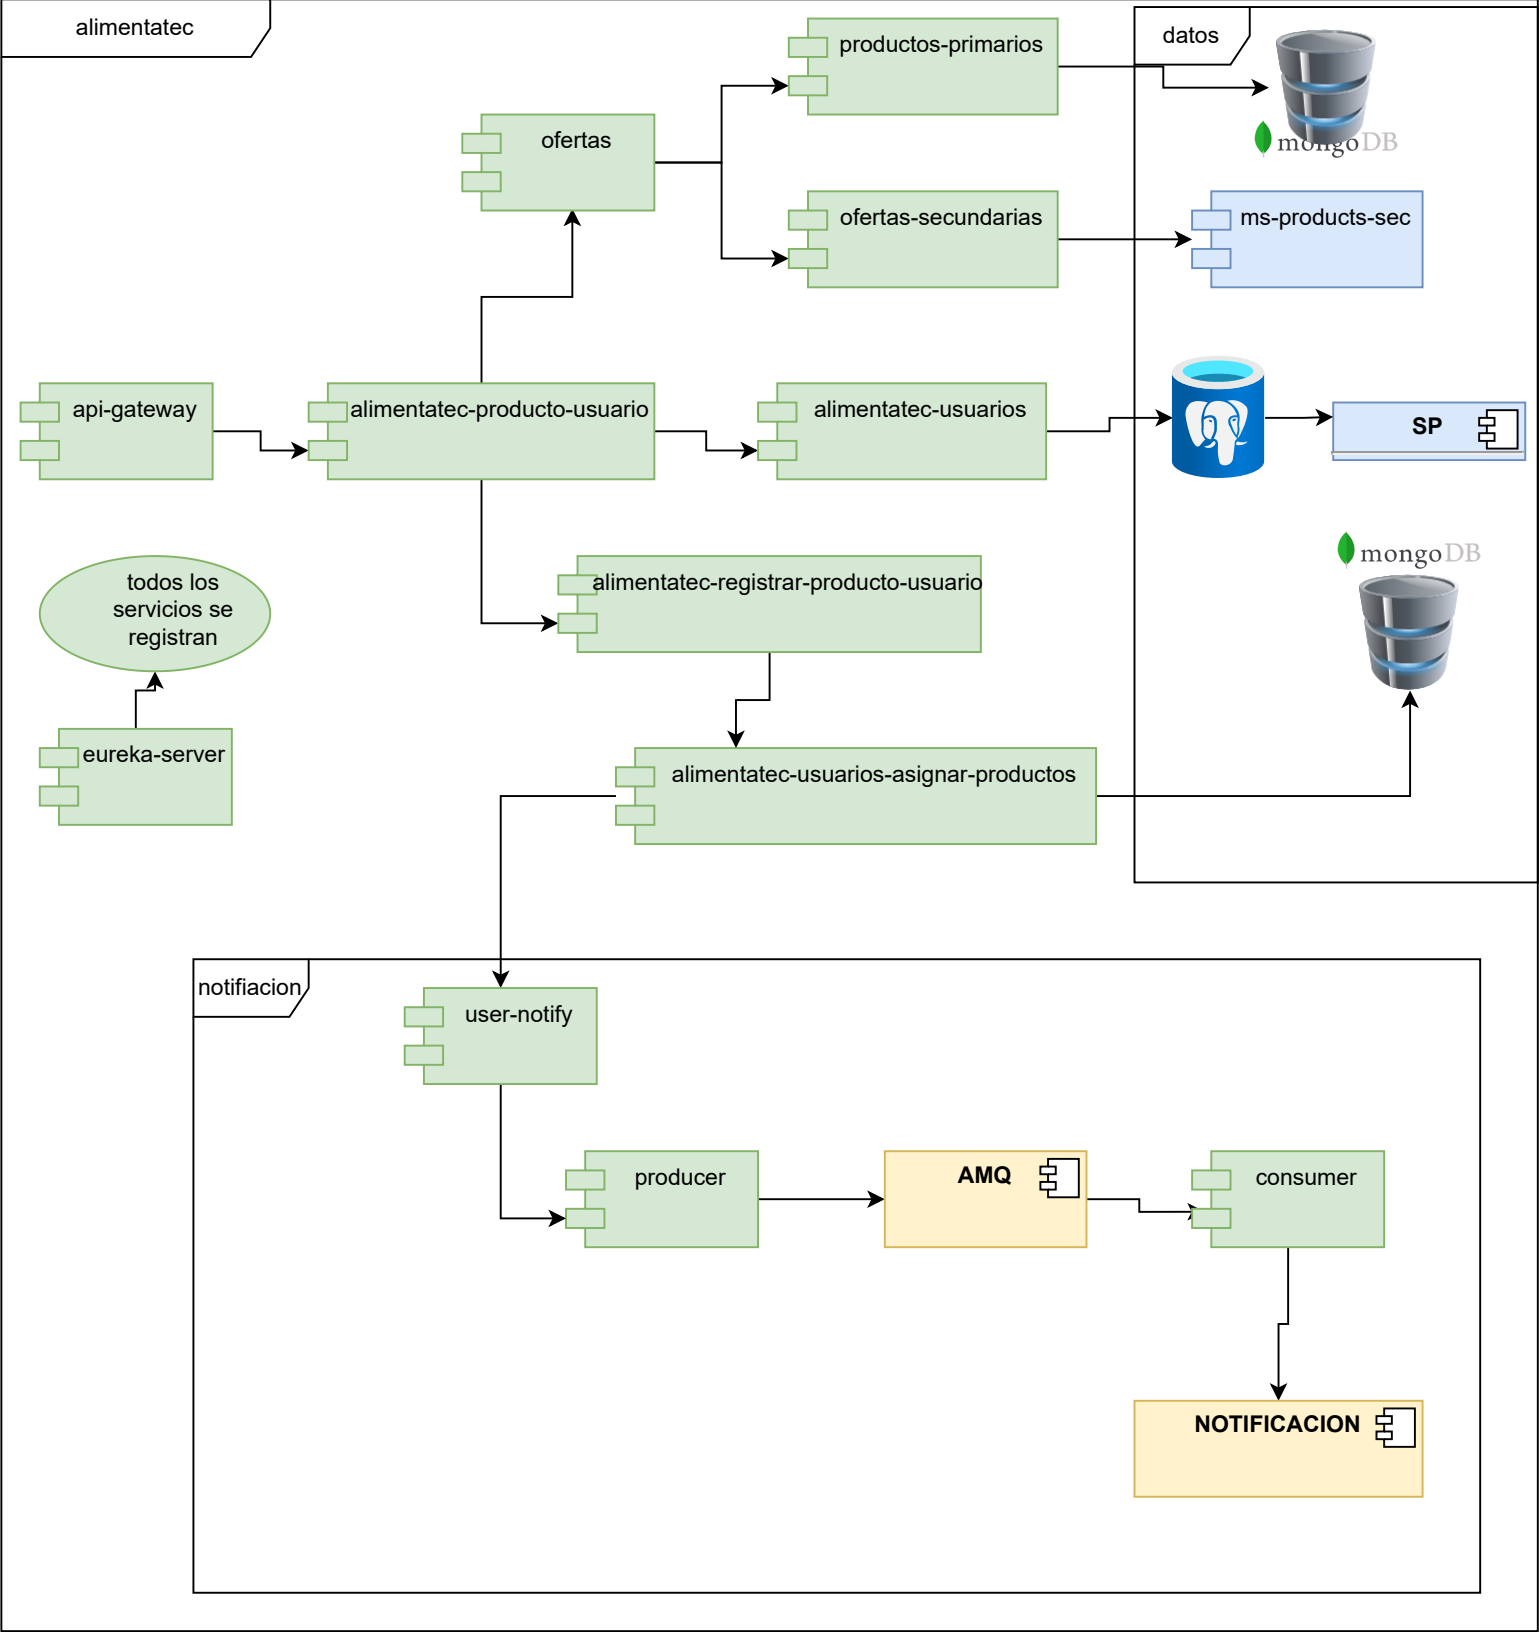 alimentatec
productos-primarios
datos
mongoDB
ofertas
ofertas-secundarias
ms-products-sec
api-gateway
alimentatec-producto-usuario
alimentatec-usuarios
SP
mongoDB
todos los
servicios se
registran
alimentatec-registrar-producto-usuario
eureka-server
alimentatec-usuarios-asignar-productos
notifiacion
user-notify
producer
AMQ
consumer
NOTIFICACION